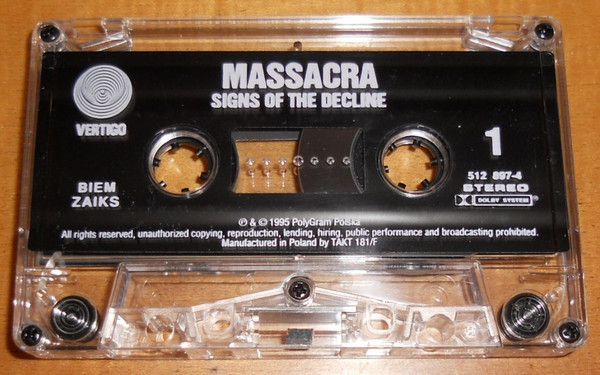 MASSACRA
SIGNS OF THE DECLINE
VERTIGO
1
BIEM
ZAIKS
512 897-4
STEREO
DOLBY SYSTEM
℗ & © 1995 PolyGram Polska
All rights reserved, unauthorized copying, reproduction, lending, hiring, public performance and broadcasting prohibited.
Manufactured in Poland by TAKT 181/F